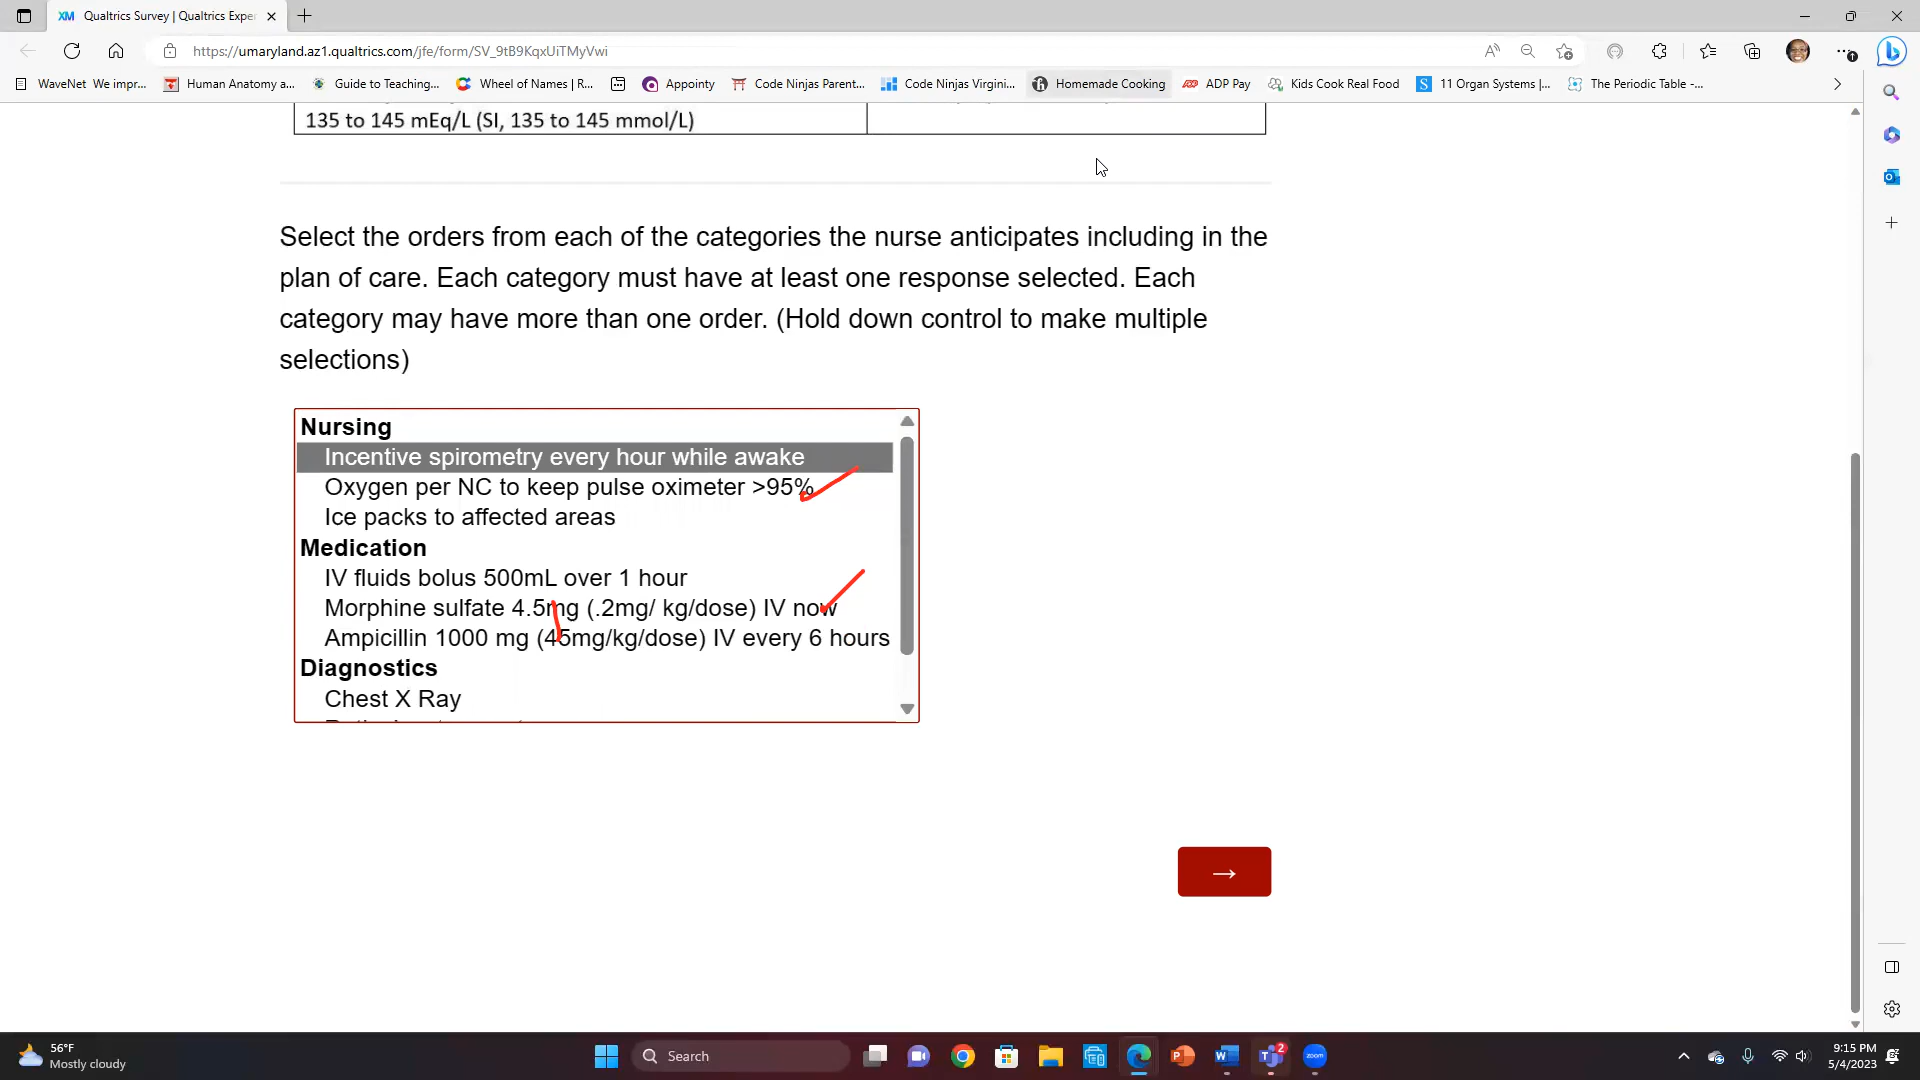 Qualtrics Survey | Qualtrics Exper
https://umaryland.az1.qualtrics.com/jfe/form/SV_9tB9KqxUiTMyVwi
WaveNet We impr... Human Anatomy a... Guide to Teaching... Wheel of Names | R... Appointy Code Ninjas Parent... Code Ninjas Virgini... Homemade Cooking ADP Pay Kids Cook Real Food 11 Organ Systems |... The Periodic Table -...
135 to 145 mEq/L (SI, 135 to 145 mmol/L)
Select the orders from each of the categories the nurse anticipates including in the
plan of care. Each category must have at least one response selected. Each
category may have more than one order. (Hold down control to make multiple
selections)
Nursing
Incentive spirometry every hour while awake
Oxygen per NC to keep pulse oximeter >95%
Ice packs to affected areas
Medication
IV fluids bolus 500mL over 1 hour
Morphine sulfate 4.5mg (.2mg/ kg/dose) IV now
Ampicillin 1000 mg (45mg/kg/dose) IV every 6 hours
Diagnostics
Chest X Ray
→
56°F
Mostly cloudy
Search
2
zoom
9:15 PM
5/4/2023